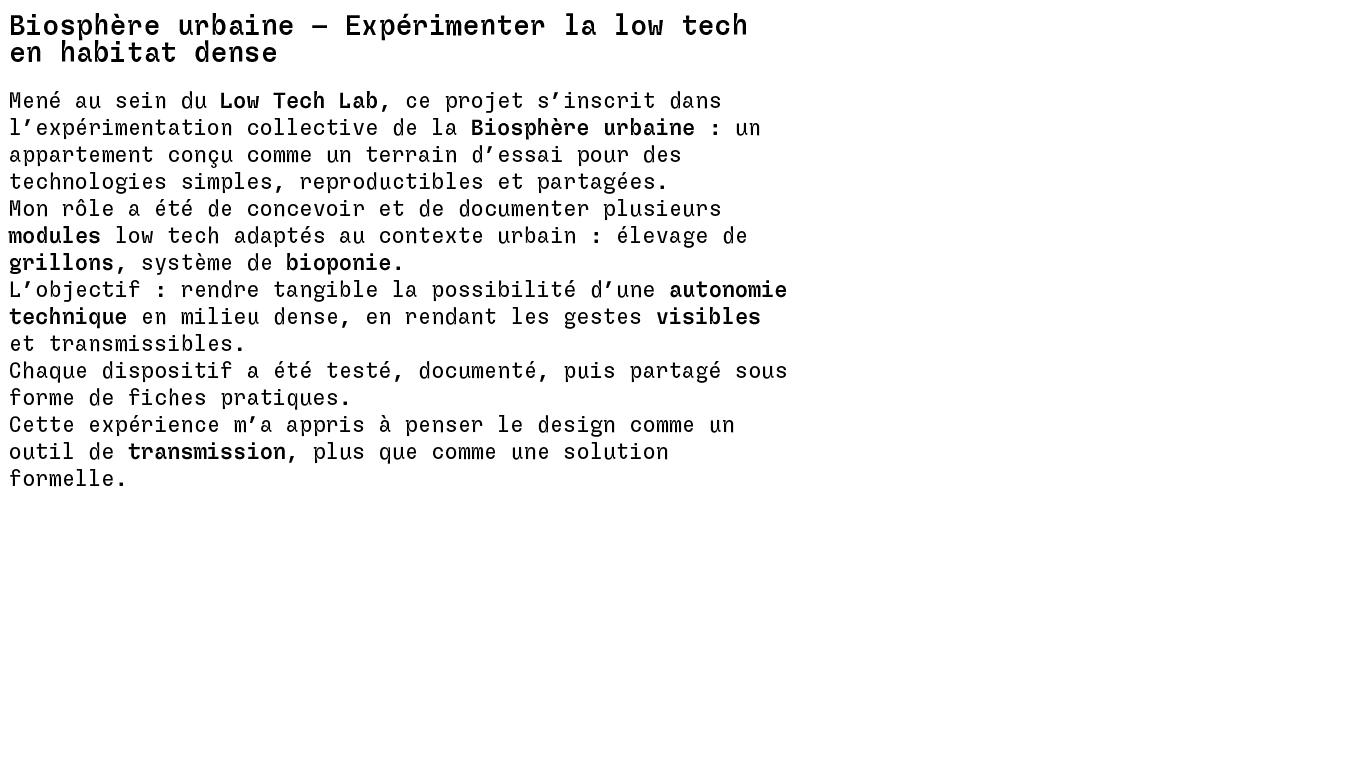 Biosphère urbaine — Expérimenter la low tech
en habitat dense
Mené au sein du Low Tech Lab, ce projet s’inscrit dans
l’expérimentation collective de la Biosphère urbaine : un
appartement conçu comme un terrain d’essai pour des
technologies simples, reproductibles et partagées.
Mon rôle a été de concevoir et de documenter plusieurs
modules low tech adaptés au contexte urbain : élevage de
grillons, système de bioponie.
L’objectif : rendre tangible la possibilité d’une autonomie
technique en milieu dense, en rendant les gestes visibles
et transmissibles.
Chaque dispositif a été testé, documenté, puis partagé sous
forme de fiches pratiques.
Cette expérience m’a appris à penser le design comme un
outil de transmission, plus que comme une solution
formelle.